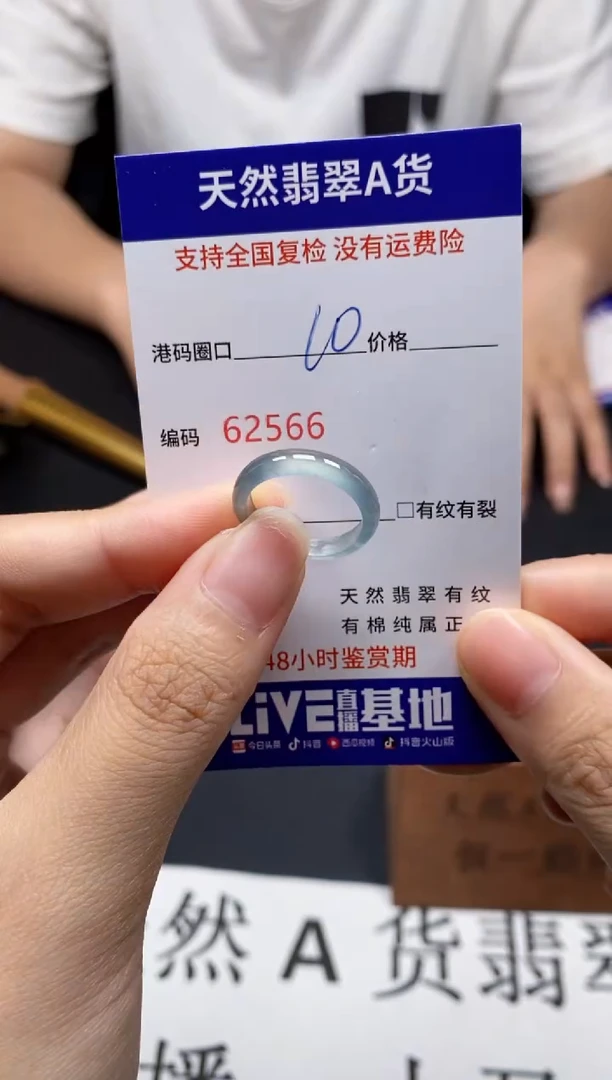 天然翡翠A货
支持全国复检 没有运费险
港码圈口 10 价格
编码 62566
□有纹有裂
天然翡翠有纹
有棉纯属正
48小时鉴赏期
LiVE直播基地
今日头条 抖音 西瓜视频 抖音火山版
然 A 货翡